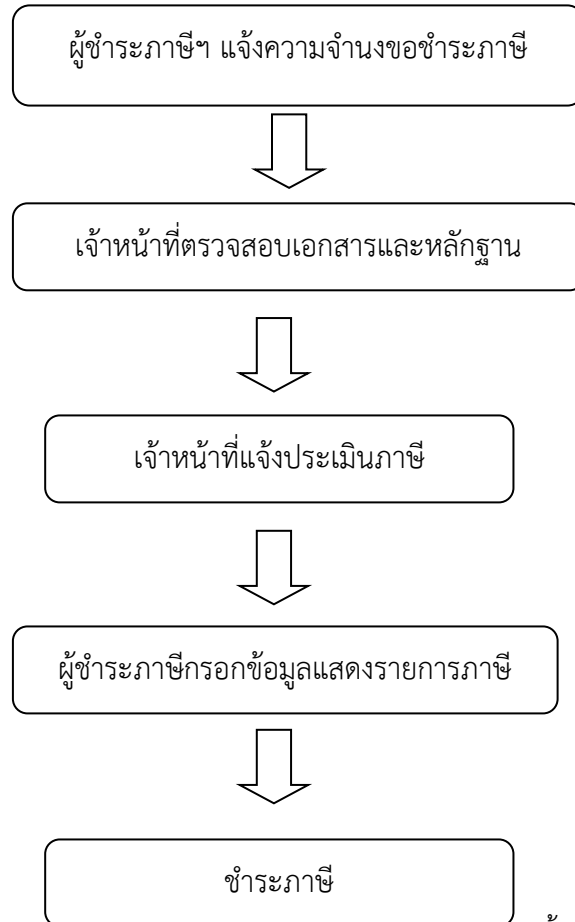 ผู้ชำระภาษีฯ แจ้งความจำนงขอชำระภาษี
เจ้าหน้าที่ตรวจสอบเอกสารและหลักฐาน
เจ้าหน้าที่แจ้งประเมินภาษี
ผู้ชำระภาษีกรอกข้อมูลแสดงรายการภาษี
ชำระภาษี